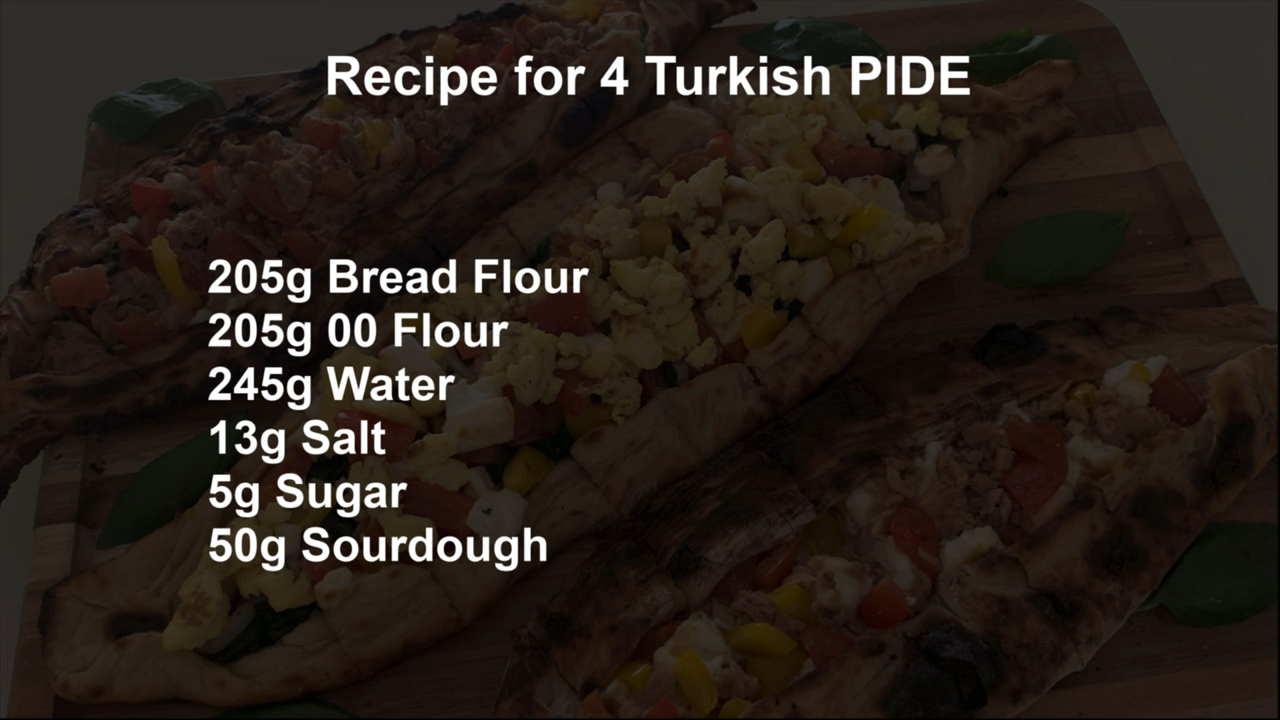 Recipe for 4 Turkish PIDE
205g Bread Flour
205g 00 Flour
245g Water
13g Salt
5g Sugar
50g Sourdough